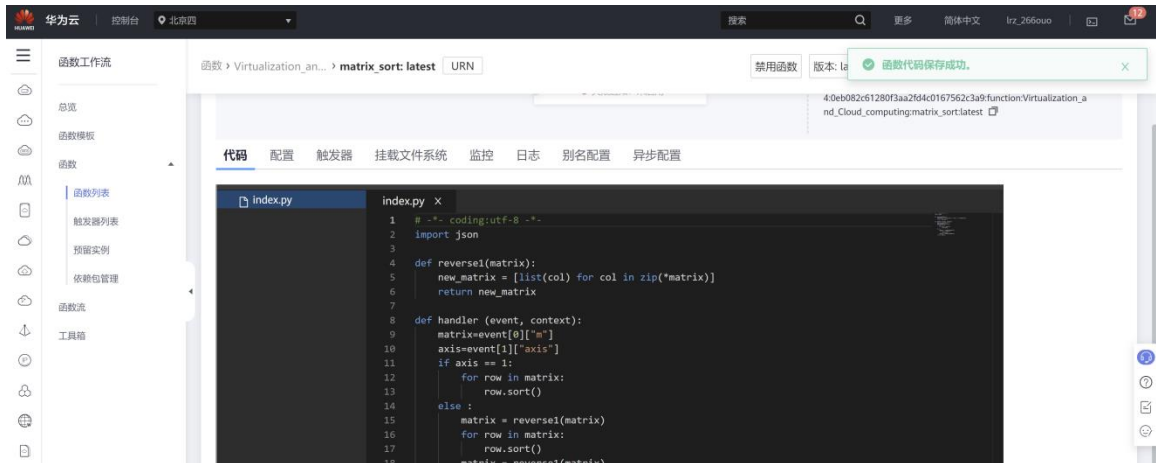 HUAWEI 华为云 控制台 北京四 搜索 更多 简体中文 lrz_266ouo 12
函数工作流
函数 › Virtualization_an... › matrix_sort: latest URN 禁用函数 版本: la 函数代码保存成功。 X
总览
函数模板
函数
函数列表
触发器列表
预留实例
依赖包管理
函数流
工具箱
4:0eb082c61280f3aa2fd4c0167562c3a9:function:Virtualization_a
nd_Cloud_computing:matrix_sort:latest
代码 配置 触发器 挂载文件系统 监控 日志 别名配置 异步配置
index.py index.py ×
1 # -*- coding:utf-8 -*-
2 import json
3
4 def reverse1(matrix):
5 new_matrix = [list(col) for col in zip(*matrix)]
6 return new_matrix
7
8 def handler (event, context):
9 matrix=event[0]["m"]
10 axis=event[1]["axis"]
11 if axis == 1:
12 for row in matrix:
13 row.sort()
14 else :
15 matrix = reverse1(matrix)
16 for row in matrix:
17 row.sort()
18 matrix = reverse1(matrix)